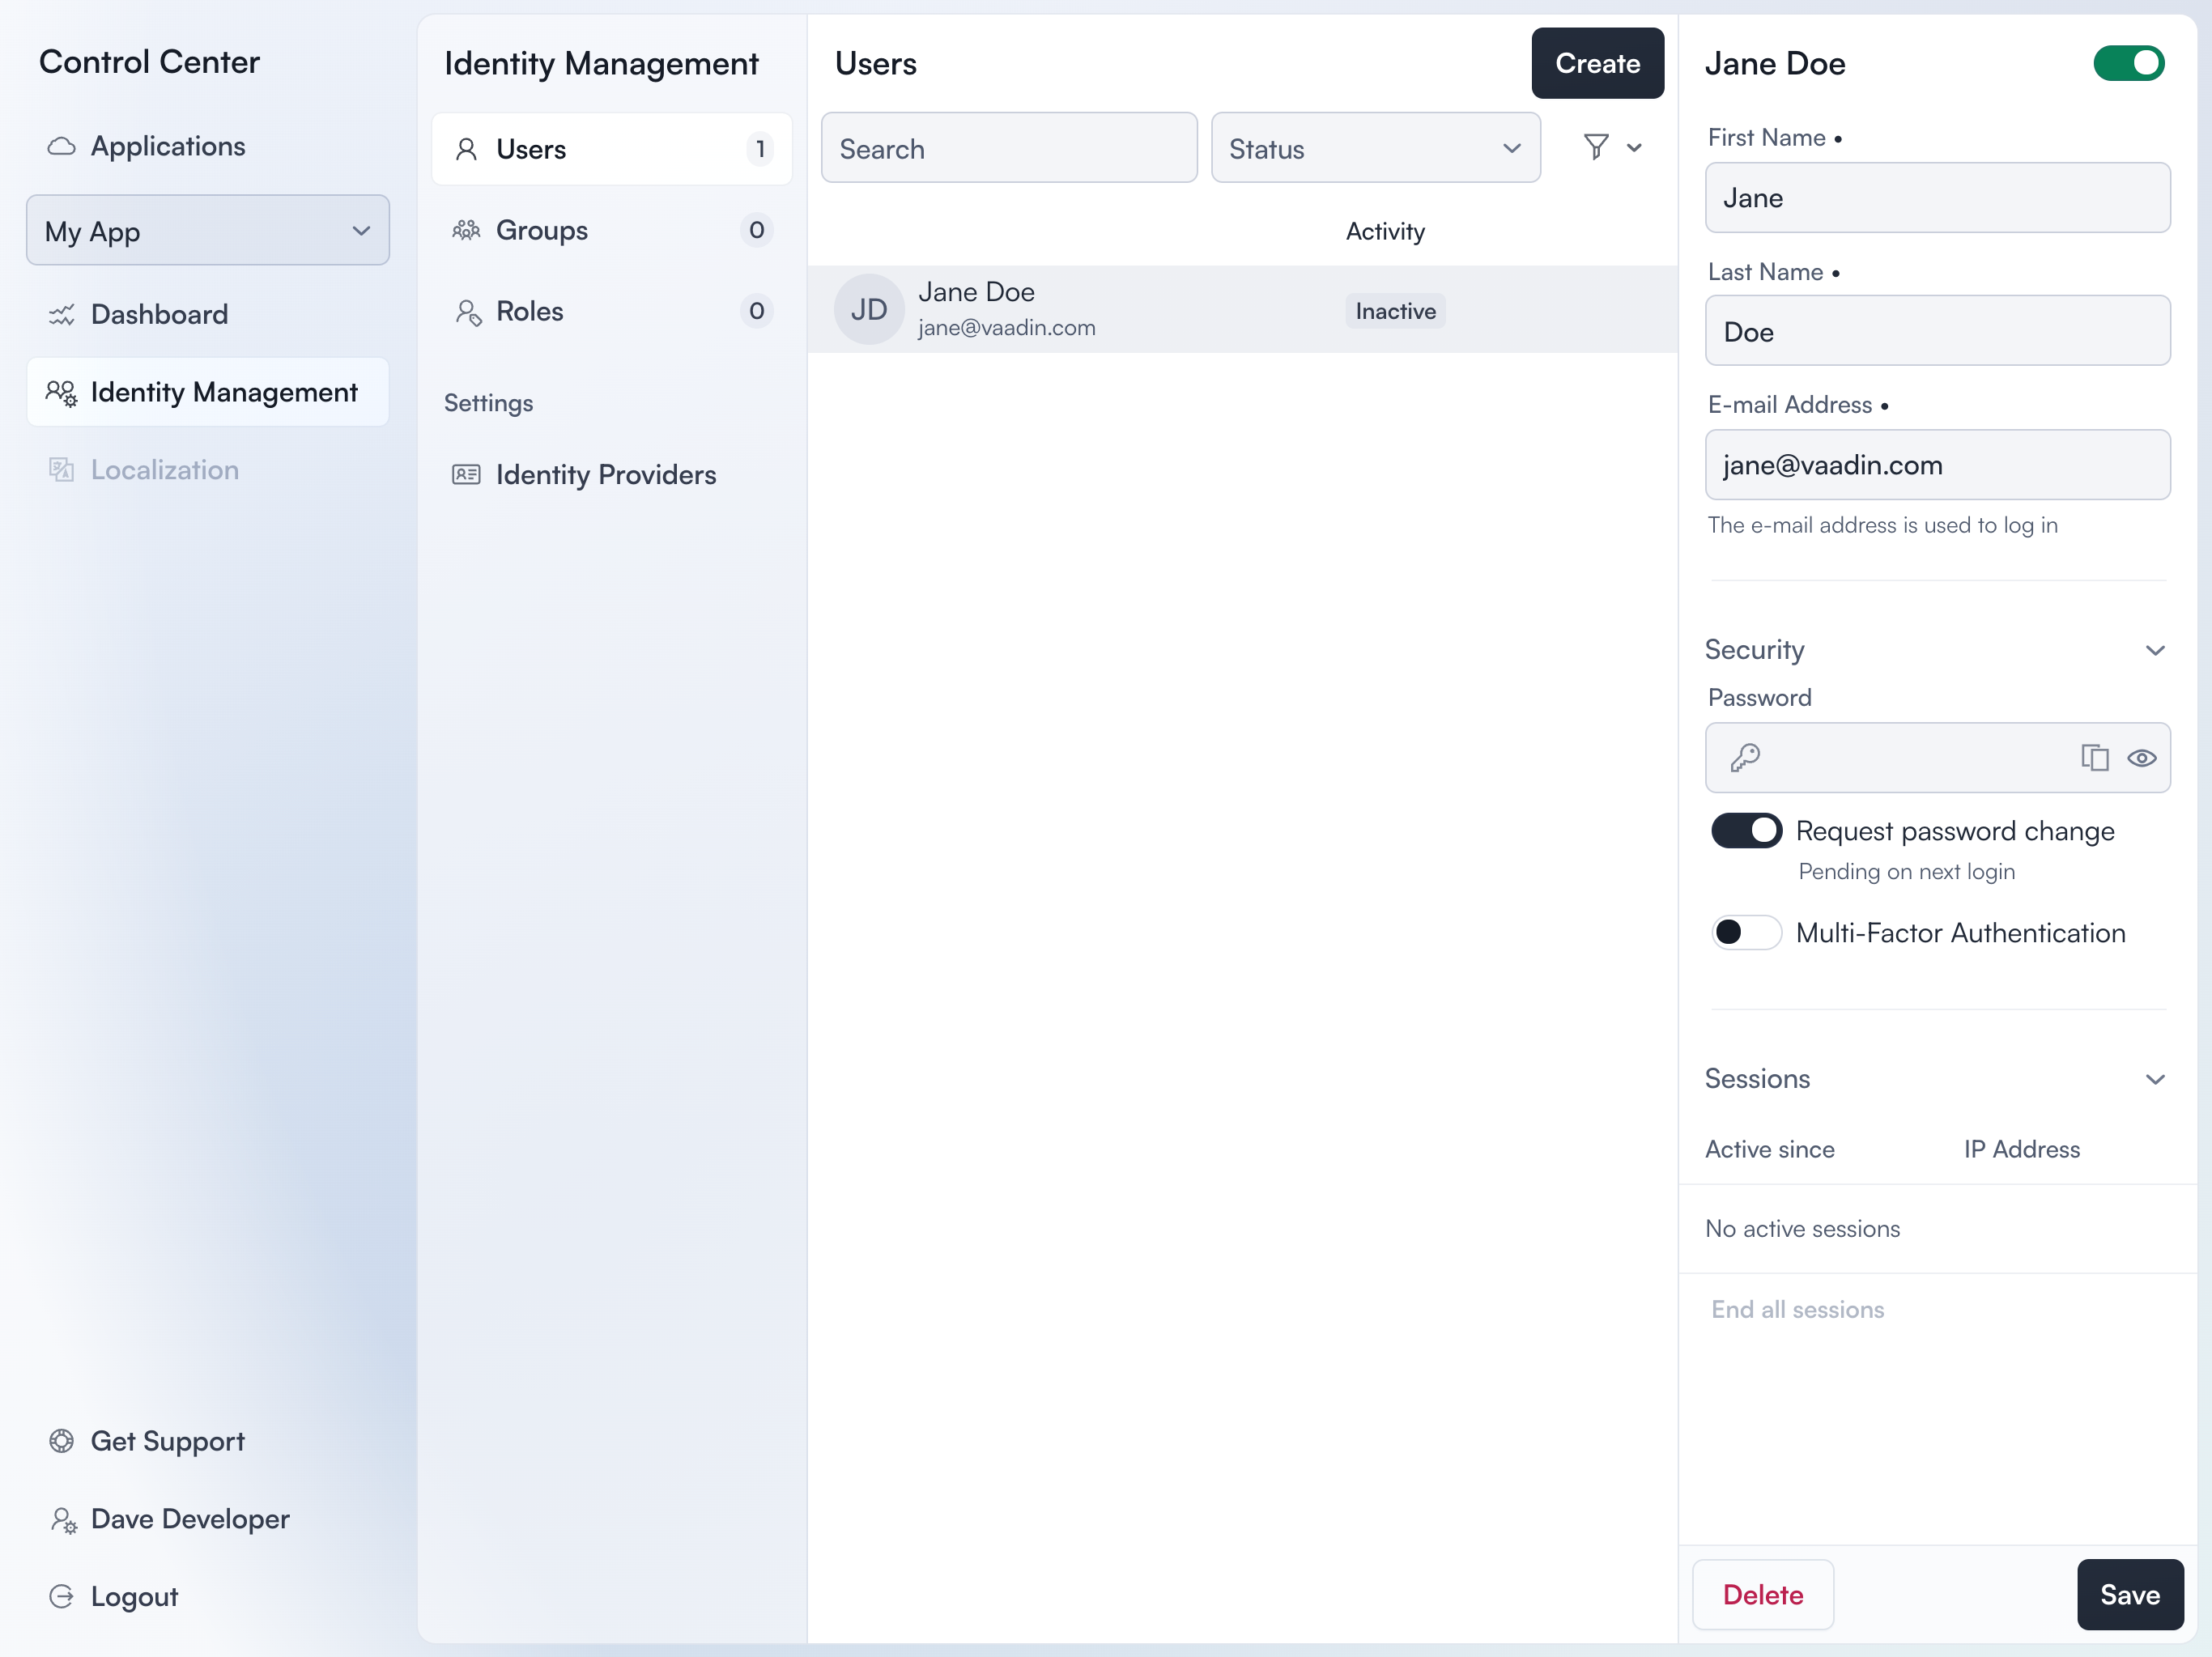 Control Center
Applications
My App
Dashboard
Identity Management
Localization
Get Support
Dave Developer
Logout
Identity Management
Users 1
Groups 0
Roles 0
Settings
Identity Providers
Users
Create
Search
Status
Activity
JD
Jane Doe
jane@vaadin.com
Inactive
Jane Doe
First Name •
Jane
Last Name •
Doe
E-mail Address •
jane@vaadin.com
The e-mail address is used to log in
Security
Password
Request password change
Pending on next login
Multi-Factor Authentication
Sessions
Active since IP Address
No active sessions
End all sessions
Delete
Save